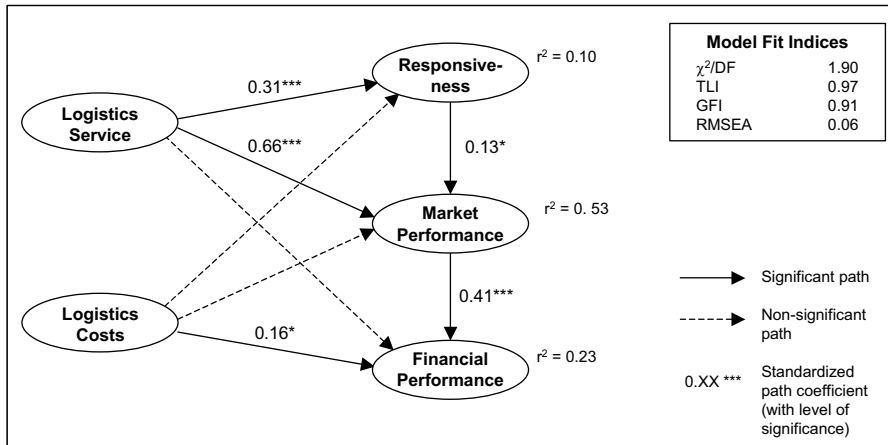 Responsive-
ness
r² = 0.10
Model Fit Indices
χ²/DF 1.90
TLI 0.97
GFI 0.91
RMSEA 0.06
0.31***
Logistics
Service
0.66***
0.13*
Market
Performance
r² = 0. 53
Significant path
0.41***
Logistics
Costs
Non-significant
path
0.16*
Financial
Performance
r² = 0.23
0.XX *** Standardized
path coefficient
(with level of
significance)